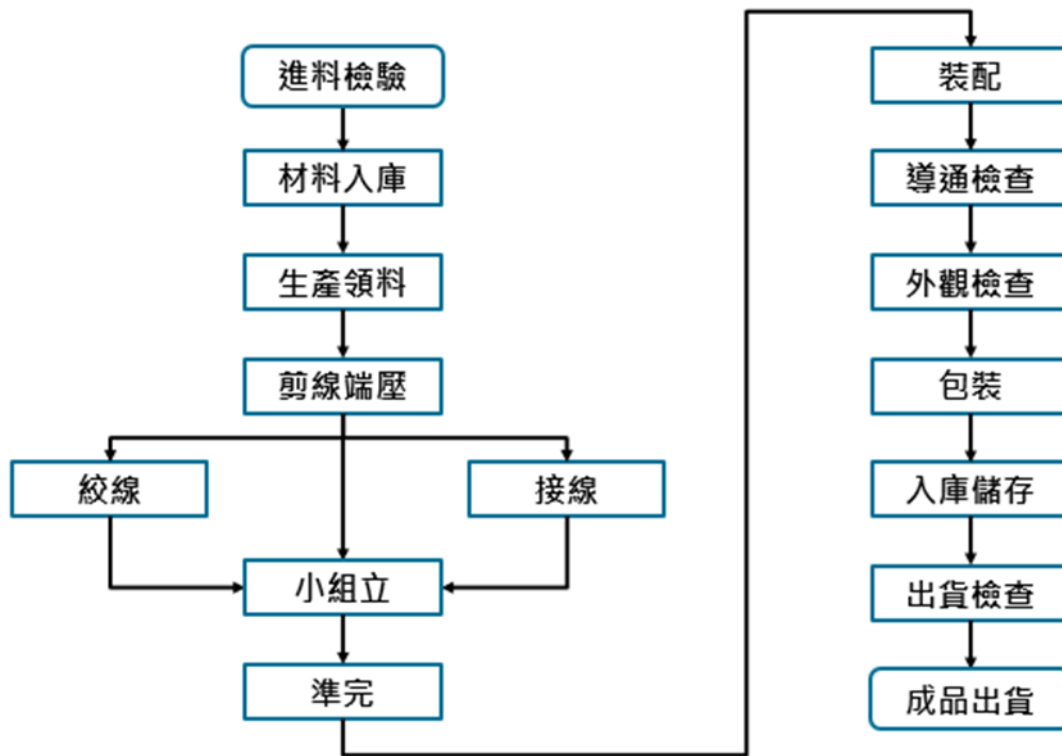 進料檢驗
材料入庫
生產領料
剪線端壓
絞線
接線
小組立
準完
裝配
導通檢查
外觀檢查
包裝
入庫儲存
出貨檢查
成品出貨